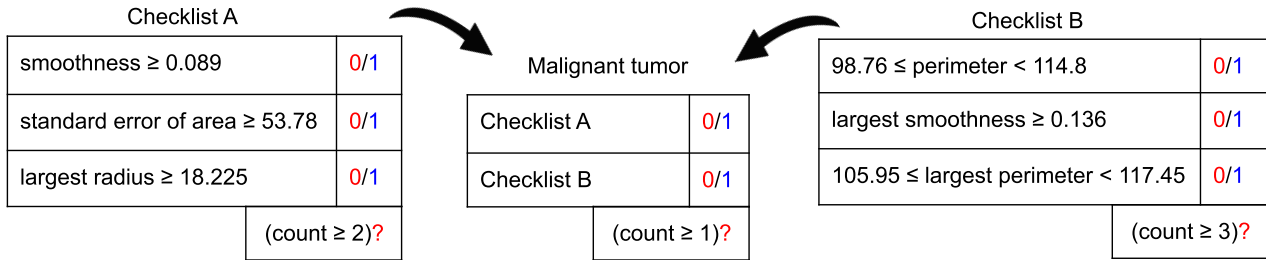 Checklist A
smoothness ≥ 0.089 0/1
standard error of area ≥ 53.78 0/1
largest radius ≥ 18.225 0/1
(count ≥ 2)?
Malignant tumor
Checklist A 0/1
Checklist B 0/1
(count ≥ 1)?
Checklist B
98.76 ≤ perimeter < 114.8 0/1
largest smoothness ≥ 0.136 0/1
105.95 ≤ largest perimeter < 117.45 0/1
(count ≥ 3)?